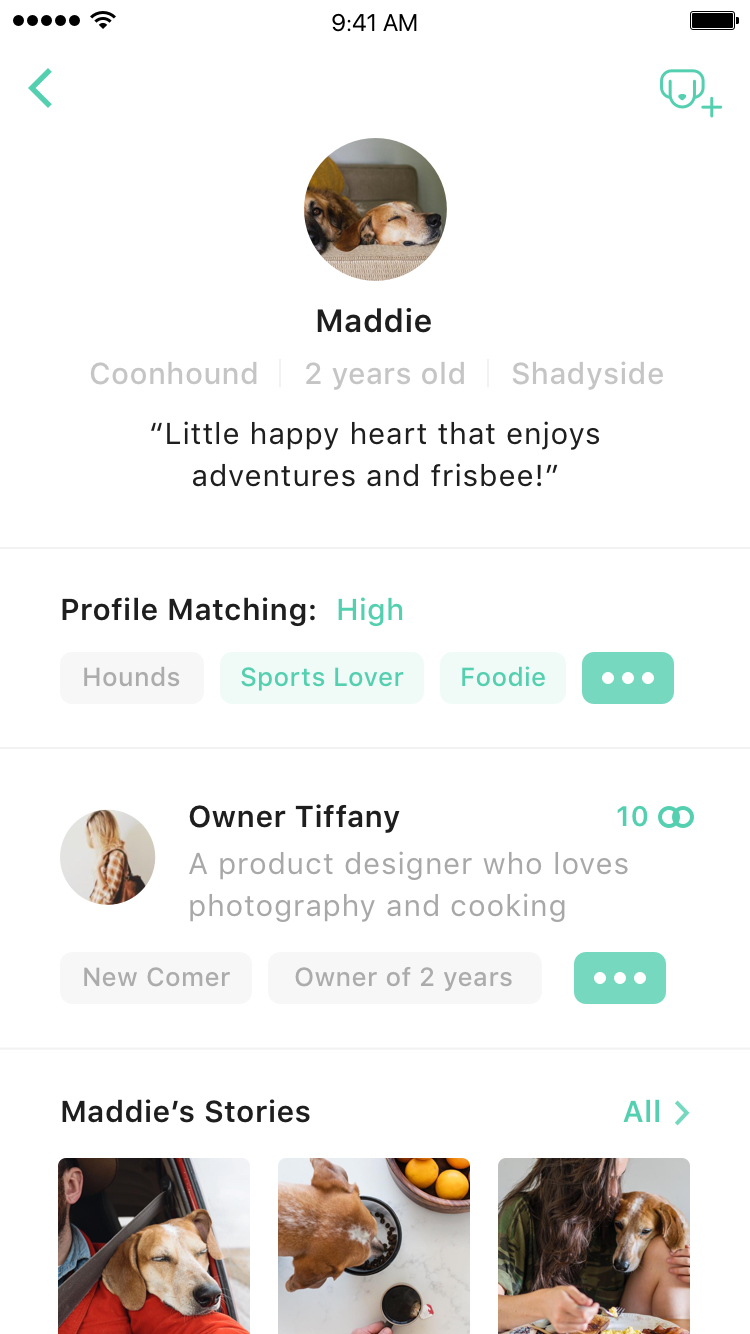 9:41 AM
Maddie
Coonhound | 2 years old | Shadyside
“Little happy heart that enjoys
adventures and frisbee!”
Profile Matching: High
Hounds Sports Lover Foodie
Owner Tiffany 10
A product designer who loves
photography and cooking
New Comer Owner of 2 years
Maddie’s Stories All